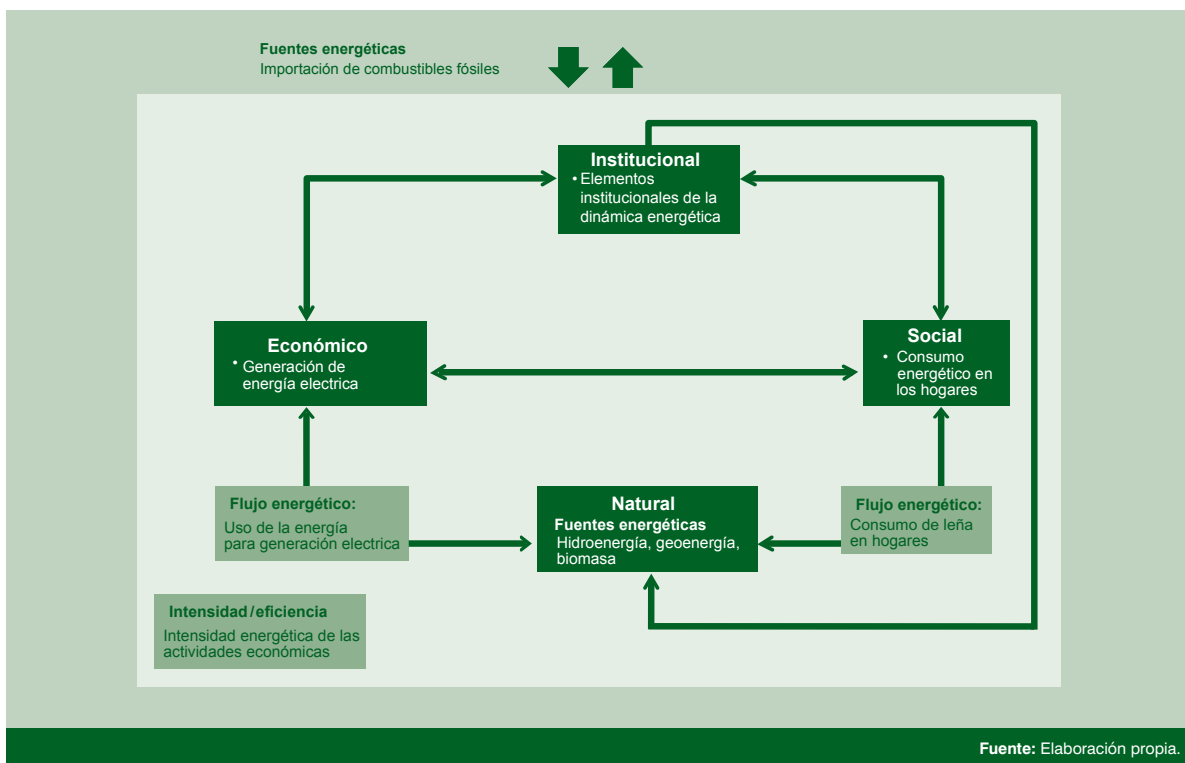 Fuentes energéticas
Importación de combustibles fósiles
Institucional
• Elementos
institucionales de la
dinámica energética
Económico
• Generación de
energía electrica
Social
• Consumo
energético en
los hogares
Flujo energético:
Uso de la energía
para generación electrica
Natural
Fuentes energéticas
Hidroenergía, geoenergía,
biomasa
Flujo energético:
Consumo de leña
en hogares
Intensidad/eficiencia
Intensidad energética de las
actividades económicas
Fuente: Elaboración propia.